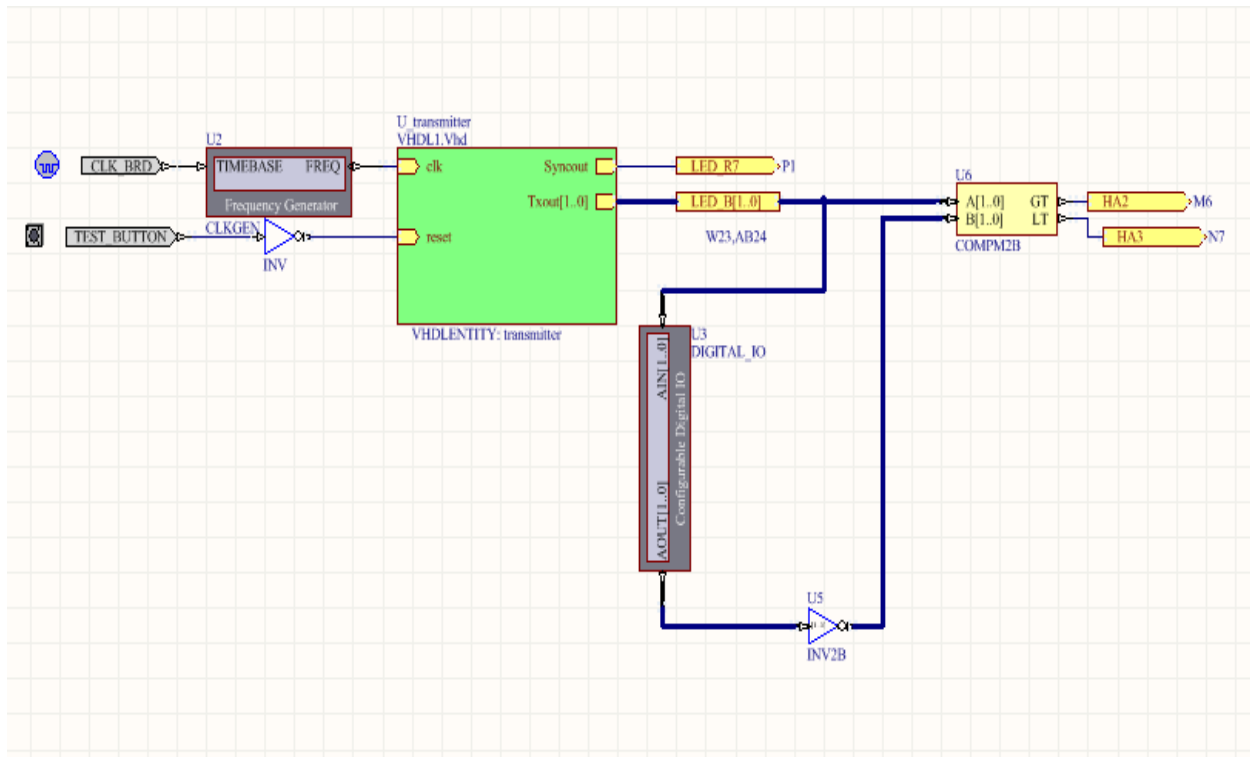 U_transmitter
U2
VHDL1.Vhd
CLK_BRD
TIMEBASE FREQ
clk
Syncout
LED_R7
P1
U6
Frequency Generator
Txout[1..0]
LED_B[1..0]
A[1..0] GT
HA2
M6
B[1..0] LT
TEST_BUTTON
CLKGEN
reset
W23,AB24
COMPM2B
HA3
N7
INV
VHDLENTITY: transmitter
U3
DIGITAL_IO
AIN[1..0]
Configurable Digital IO
AOUT[1..0]
U5
INV2B